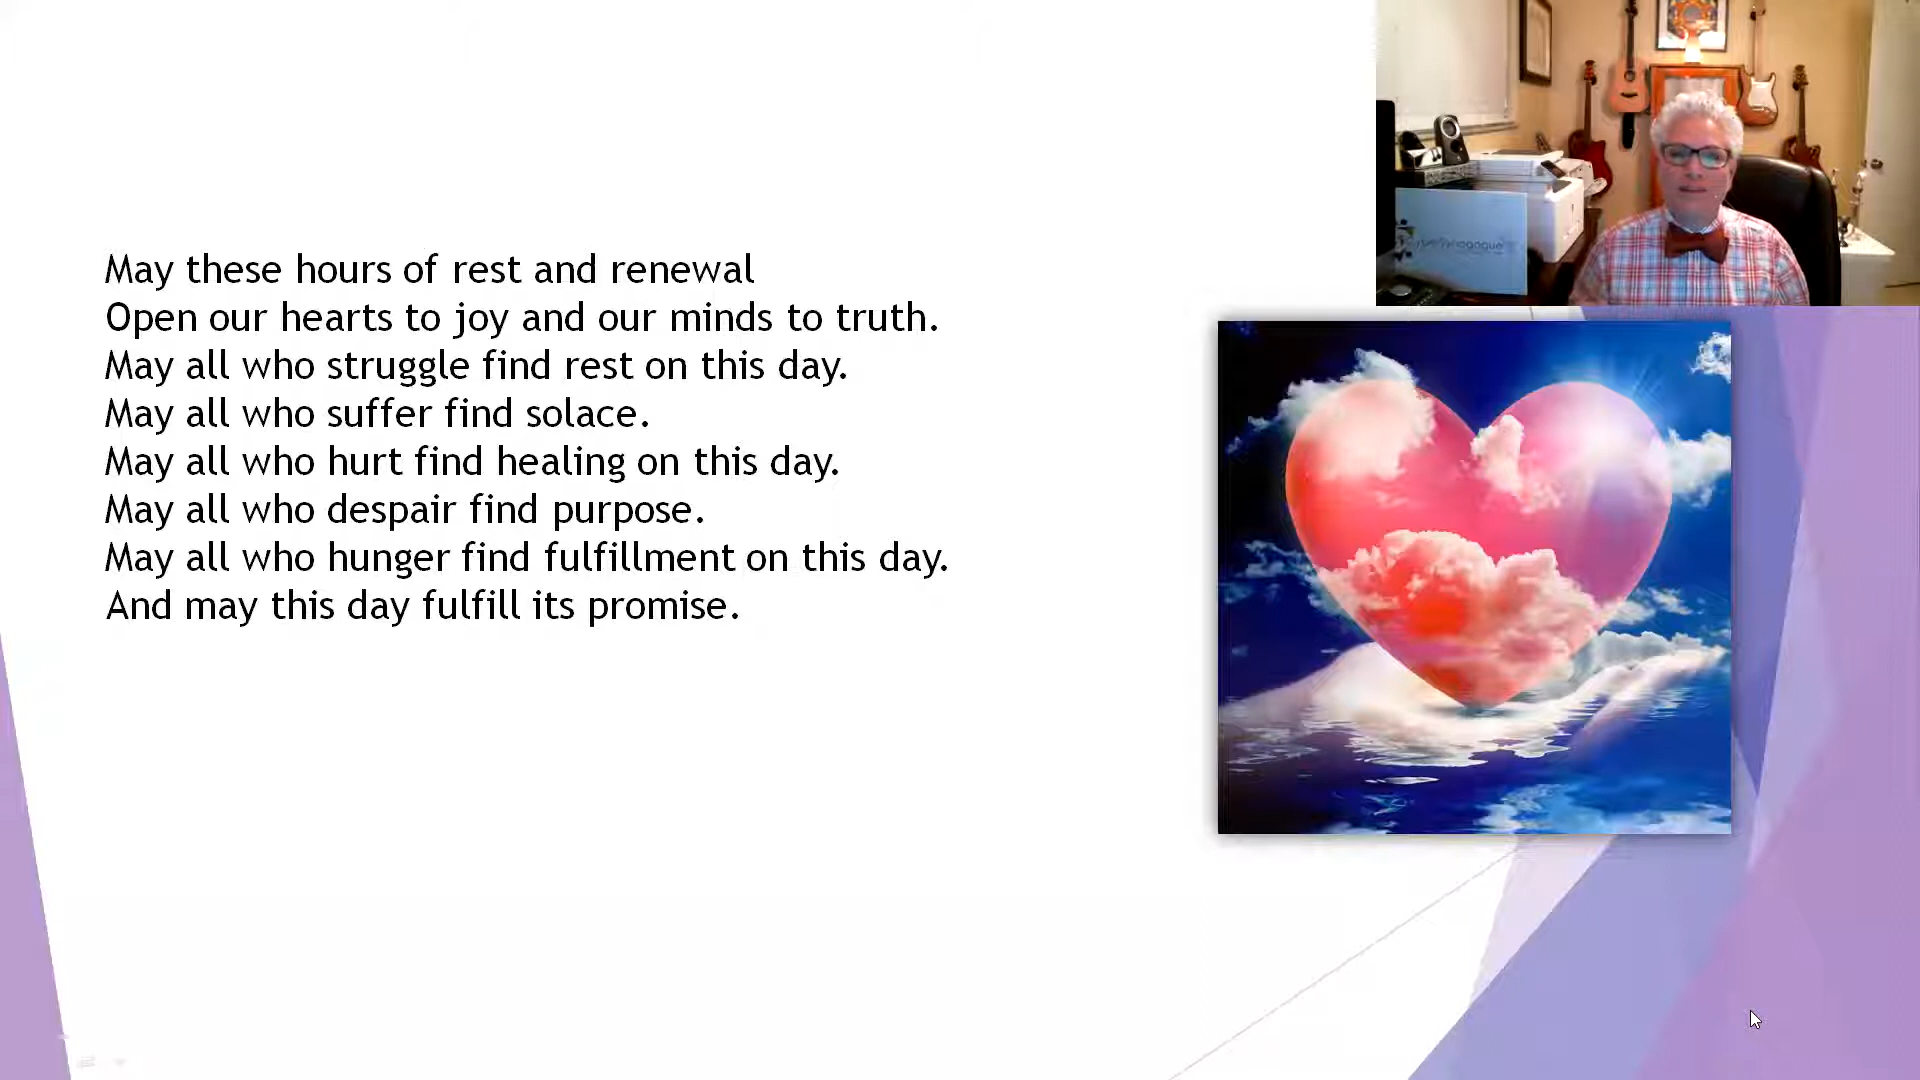 May these hours of rest and renewal
Open our hearts to joy and our minds to truth.
May all who struggle find rest on this day.
May all who suffer find solace.
May all who hurt find healing on this day.
May all who despair find purpose.
May all who hunger find fulfillment on this day.
And may this day fulfill its promise.